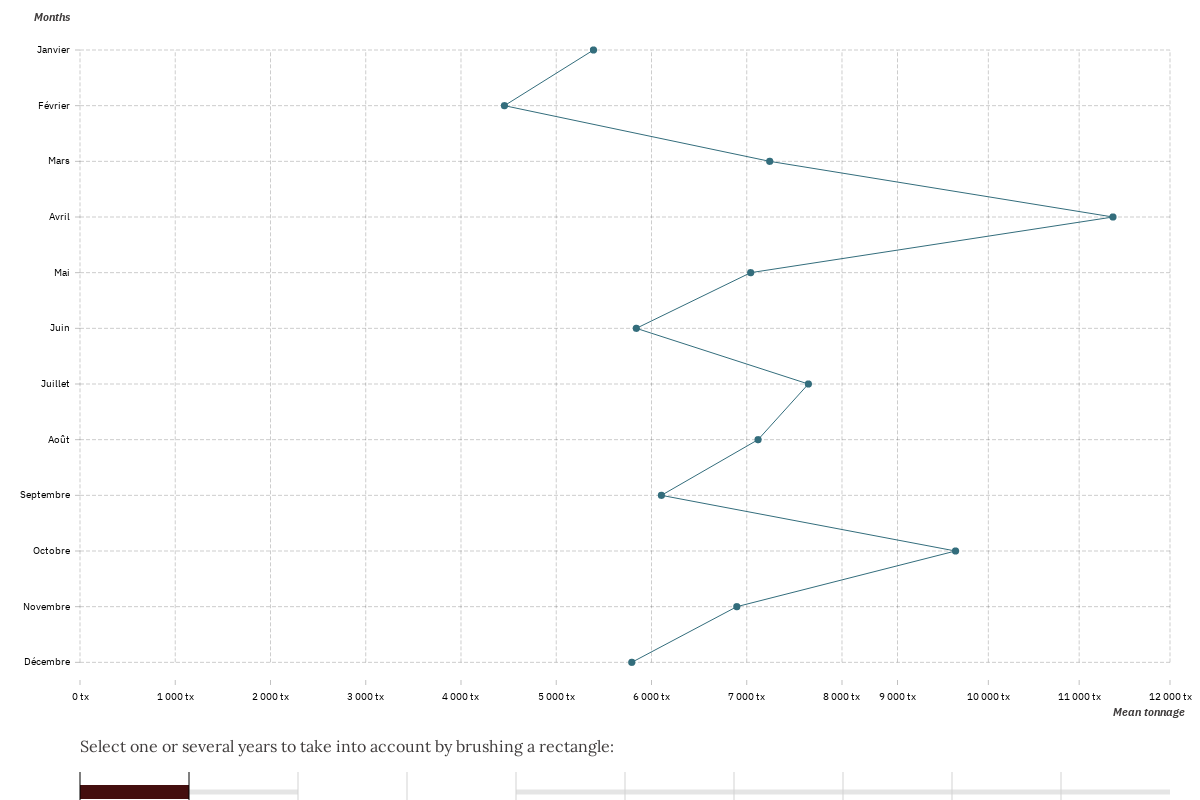 Months
Janvier
Février
Mars
Avril
Mai
Juin
Juillet
Août
Septembre
Octobre
Novembre
Décembre
0 tx 1 000 tx 2 000 tx 3 000 tx 4 000 tx 5 000 tx 6 000 tx 7 000 tx 8 000 tx 9 000 tx 10 000 tx 11 000 tx 12 000 tx
Mean tonnage
Select one or several years to take into account by brushing a rectangle: